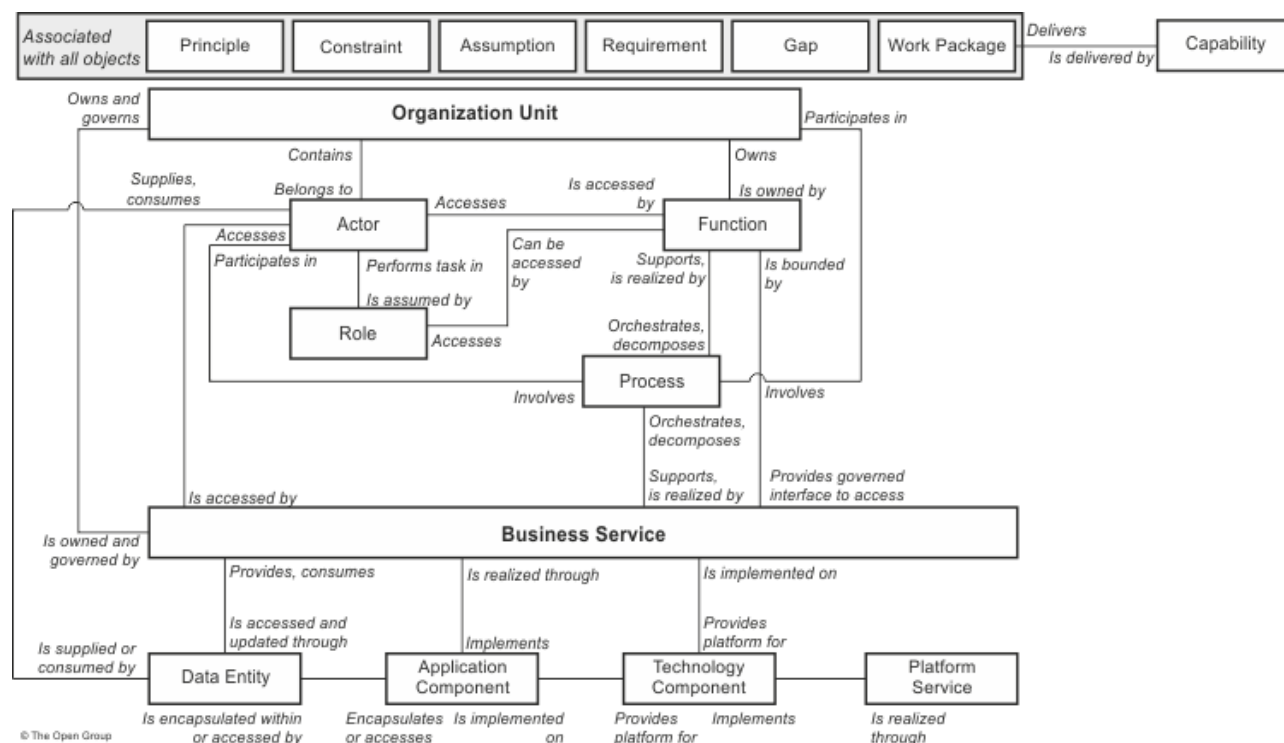 Associated
with all objects
Principle
Constraint
Assumption
Requirement
Gap
Work Package
Delivers
Is delivered by
Capability
Owns and
governs
Organization Unit
Participates in
Contains
Owns
Supplies,
consumes
Belongs to
Is accessed
by
Is owned by
Actor
Accesses
Function
Accesses
Participates in
Performs task in
Can be
accessed
by
Supports,
is realized by
Is bounded
by
Is assumed by
Role
Accesses
Orchestrates,
decomposes
Process
Involves
Involves
Orchestrates,
decomposes
Is accessed by
Supports,
is realized by
Provides governed
interface to access
Business Service
Is owned and
governed by
Provides, consumes
Is realized through
Is implemented on
Is accessed and
updated through
Implements
Provides
platform for
Is supplied or
consumed by
Data Entity
Application
Component
Technology
Component
Platform
Service
Is encapsulated within
or accessed by
Encapsulates
or accesses
Is implemented
on
Provides
platform for
Implements
Is realized
through
© The Open Group